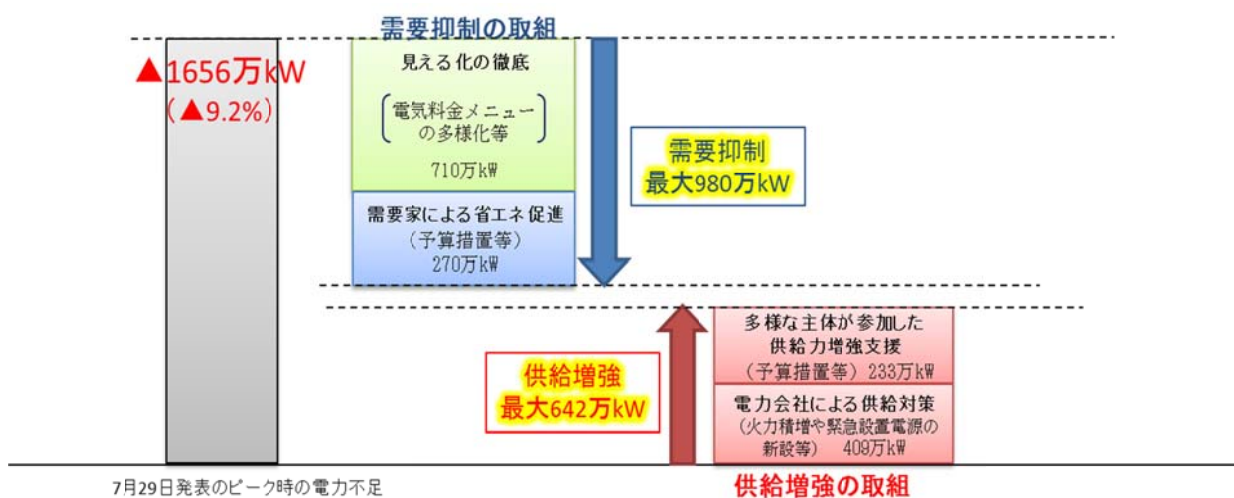 需要抑制の取組
▲1656万kW
(▲9.2%)
見える化の徹底
電気料金メニュー
の多様化等
710万kW
需要家による省エネ促進
(予算措置等)
270万kW
需要抑制
最大980万kW
供給増強
最大642万kW
多様な主体が参加した
供給力増強支援
(予算措置等) 233万kW
電力会社による供給対策
(火力積増や緊急設置電源の
新設等) 409万kW
7月29日発表のピーク時の電力不足
供給増強の取組